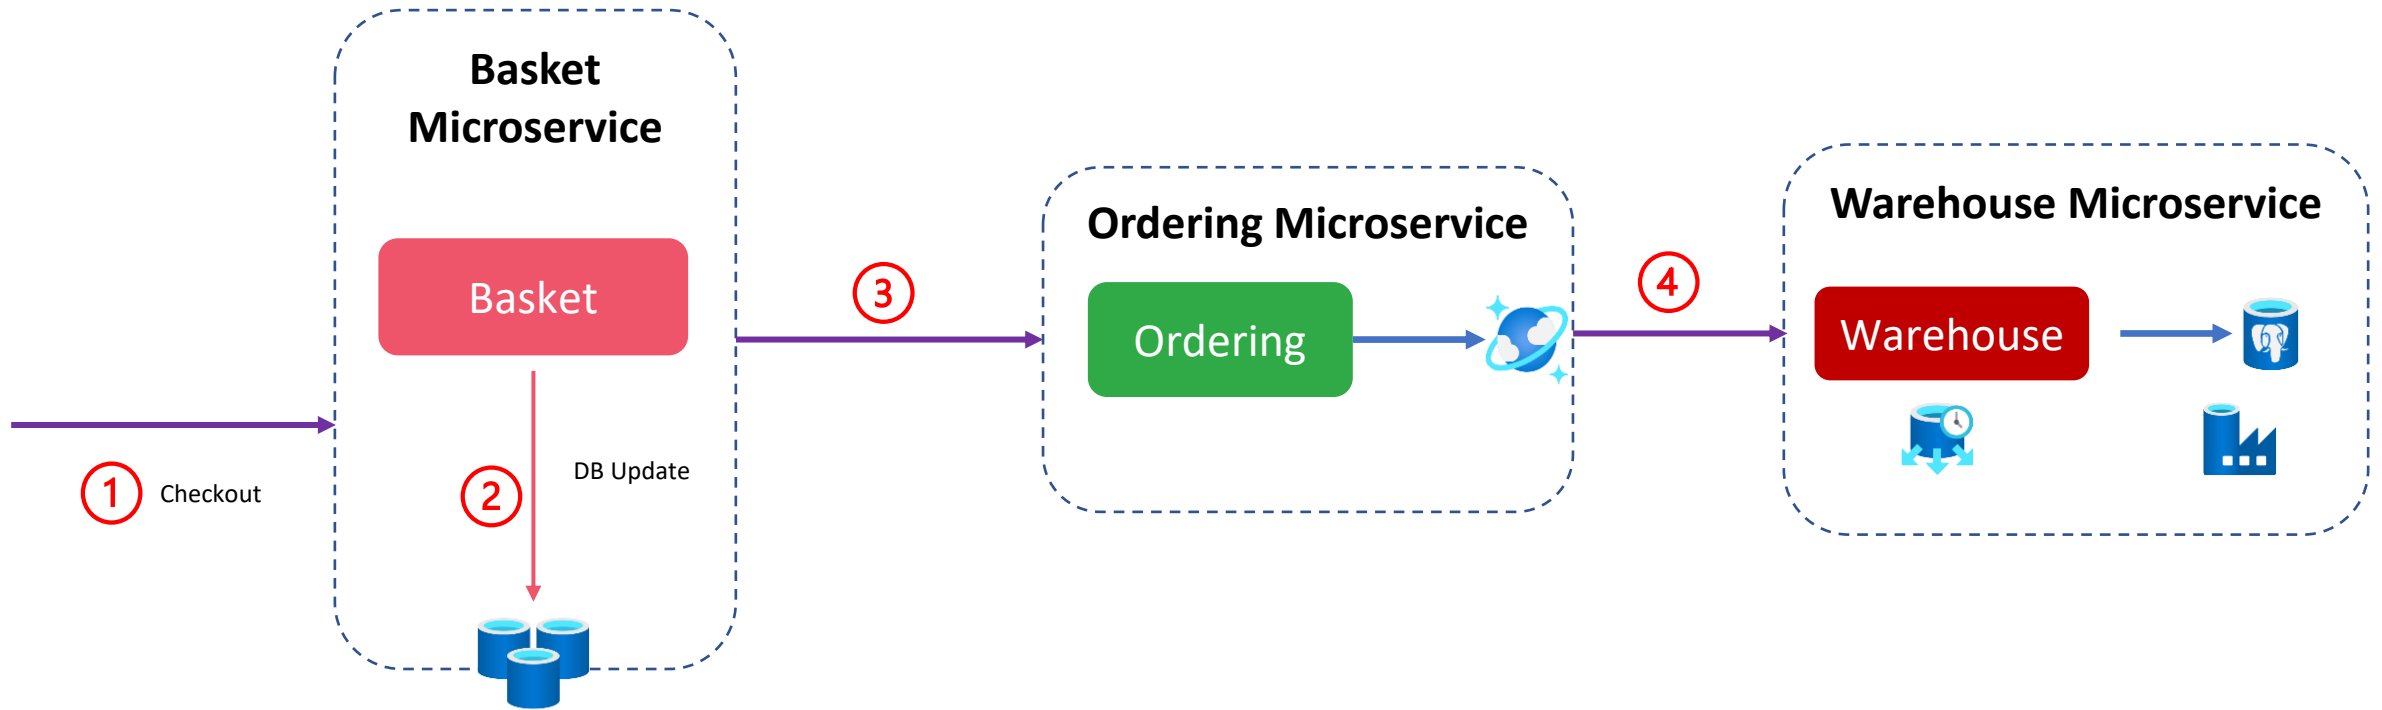 Basket
Microservice
Basket
1
Checkout
2
DB Update
3
Ordering Microservice
Ordering
4
Warehouse Microservice
Warehouse